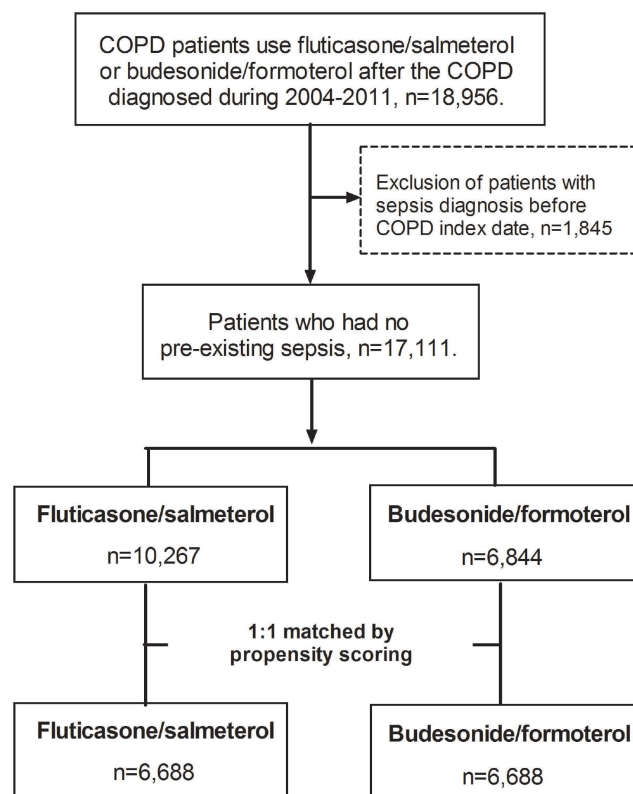 COPD patients use fluticasone/salmeterol
or budesonide/formoterol after the COPD
diagnosed during 2004-2011, n=18,956.
Exclusion of patients with
sepsis diagnosis before
COPD index date, n=1,845
Patients who had no
pre-existing sepsis, n=17,111.
Fluticasone/salmeterol
n=10,267
Budesonide/formoterol
n=6,844
1:1 matched by
propensity scoring
Fluticasone/salmeterol
n=6,688
Budesonide/formoterol
n=6,688